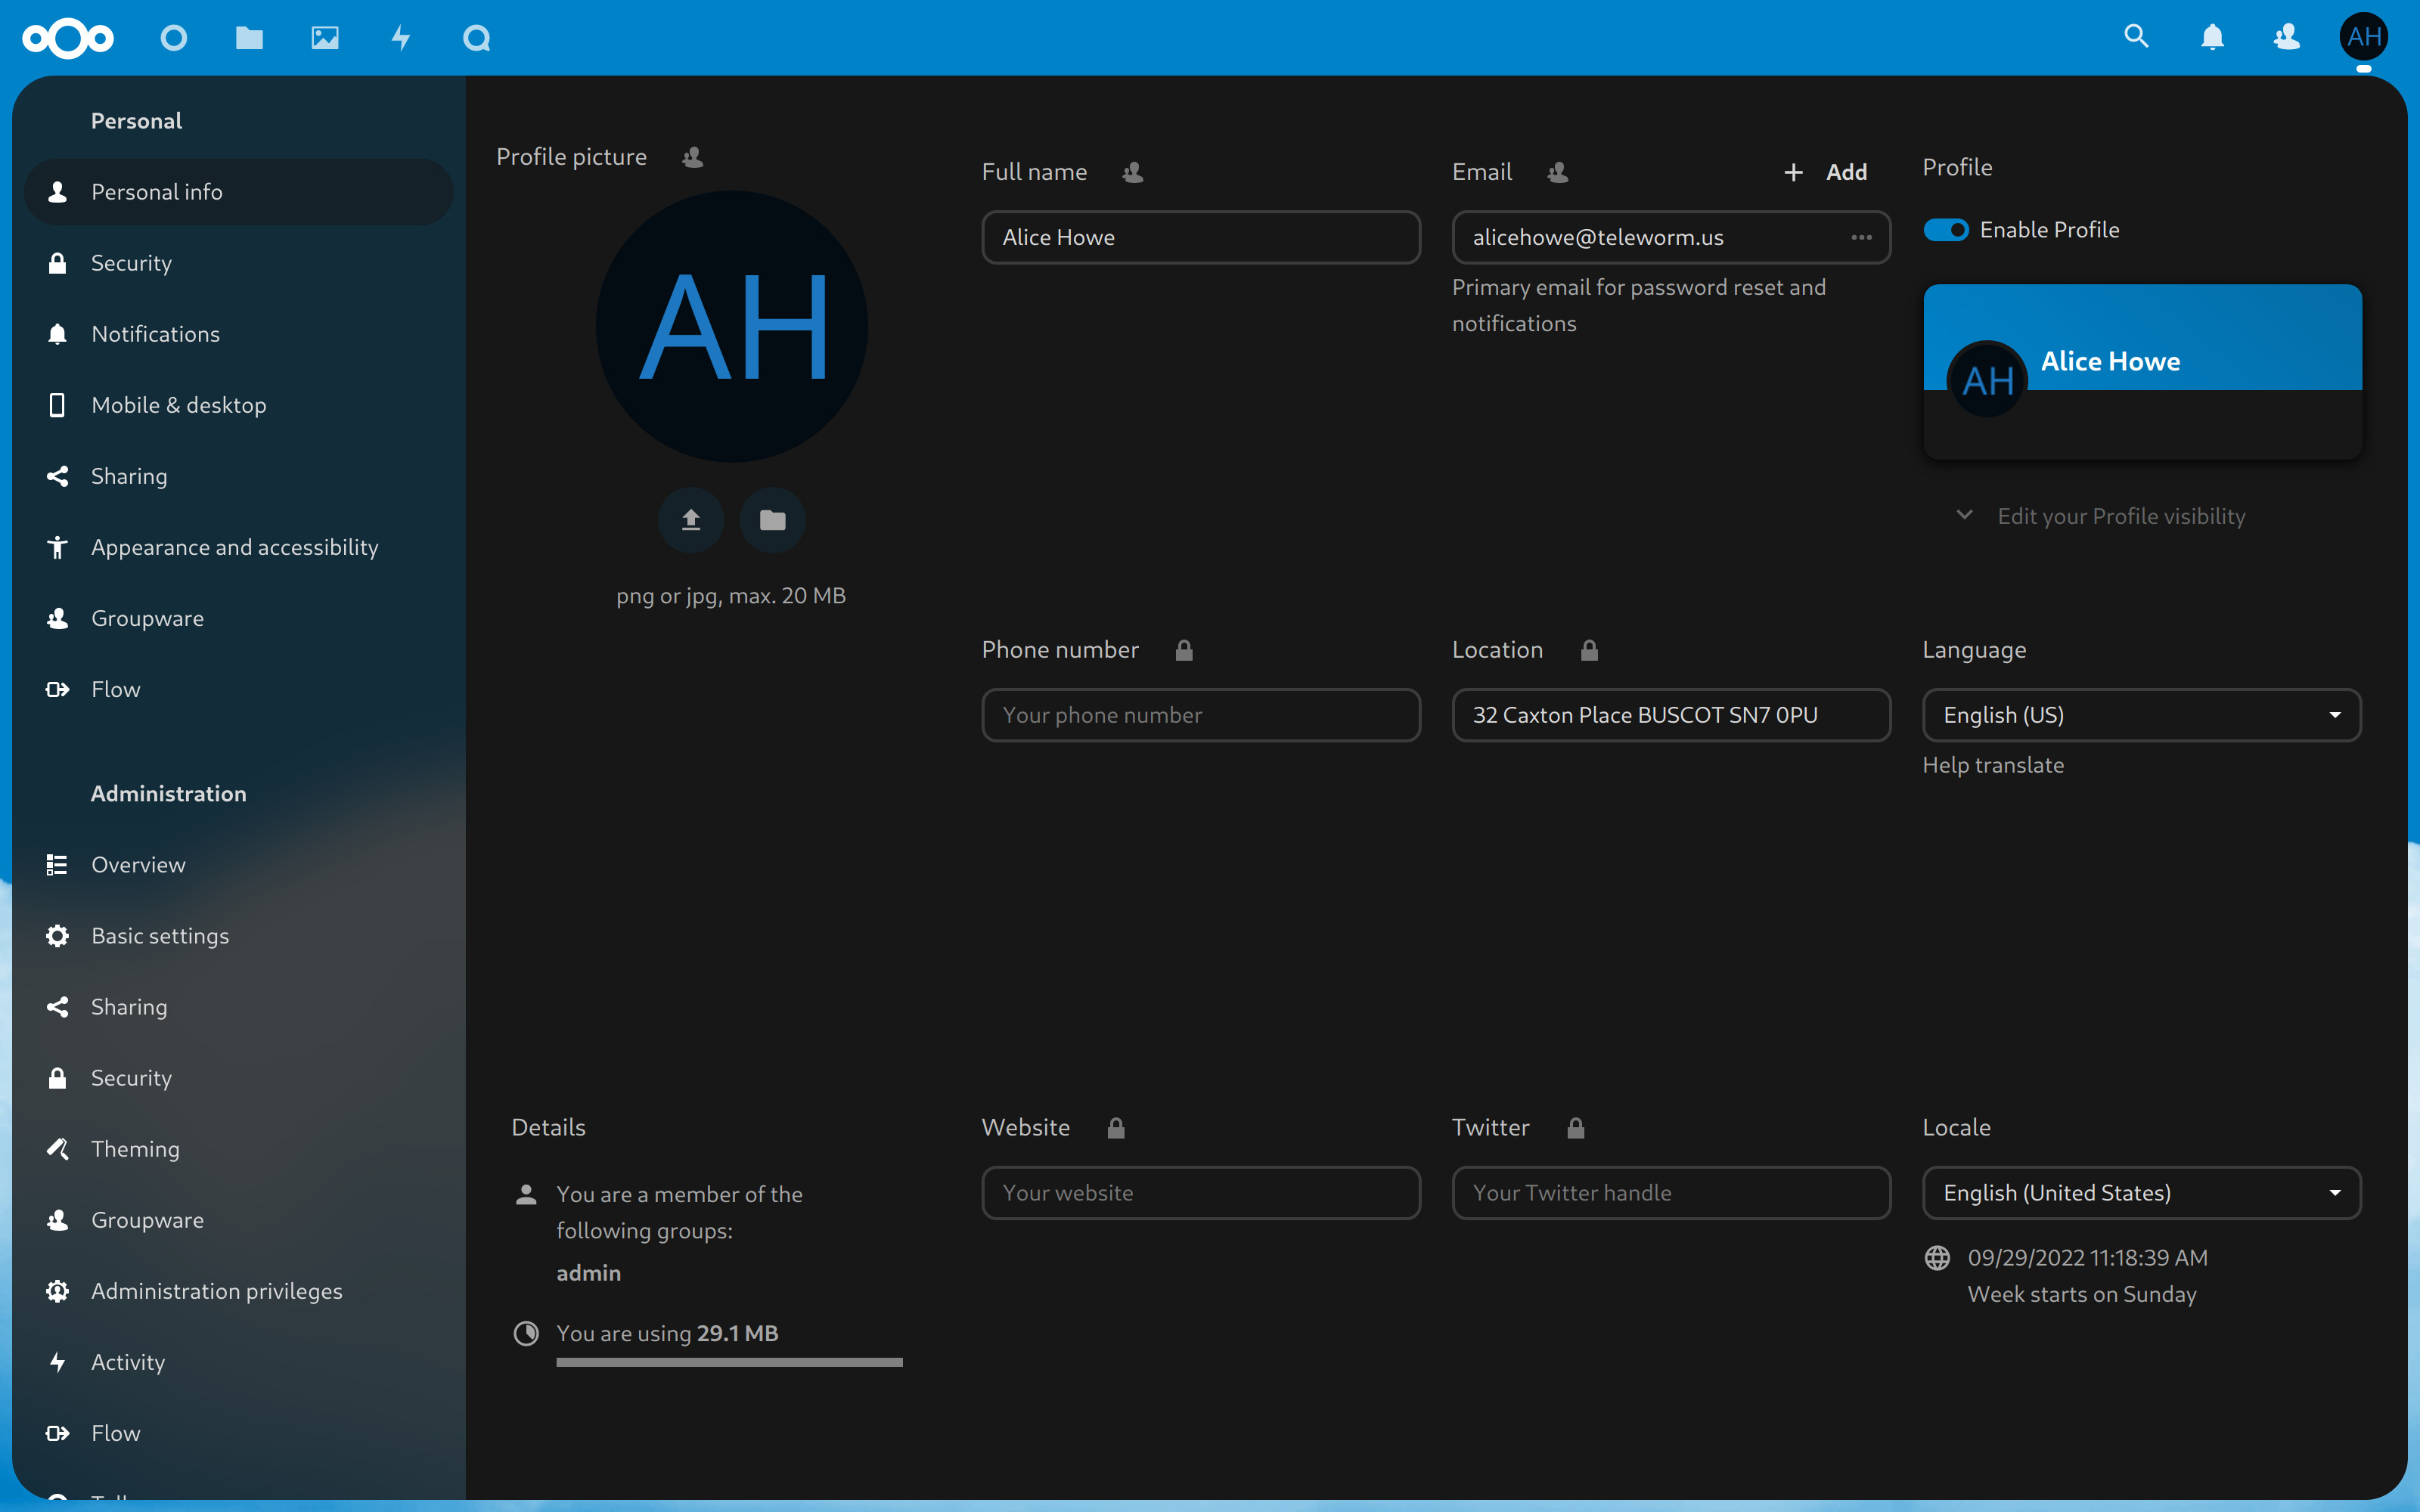 AH
Personal
Personal info
Security
Notifications
Mobile & desktop
Sharing
Appearance and accessibility
Groupware
Flow
Administration
Overview
Basic settings
Sharing
Security
Theming
Groupware
Administration privileges
Activity
Flow
Profile picture
AH
png or jpg, max. 20 MB
Full name
Alice Howe
Email
Add
alicehowe@teleworm.us
Primary email for password reset and
notifications
Profile
Enable Profile
Alice Howe
AH
Edit your Profile visibility
Phone number
Your phone number
Location
32 Caxton Place BUSCOT SN7 0PU
Language
English (US)
Help translate
Details
You are a member of the
following groups:
admin
You are using 29.1 MB
Website
Your website
Twitter
Your Twitter handle
Locale
English (United States)
09/29/2022 11:18:39 AM
Week starts on Sunday